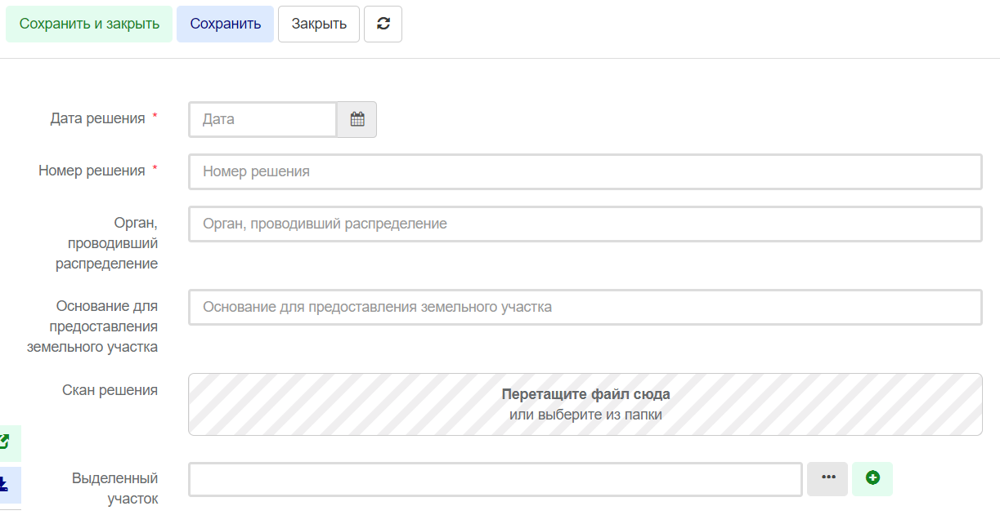 Сохранить и закрыть Сохранить Закрыть
Дата решения * Дата
Номер решения * Номер решения
Орган, Орган, проводивший распределение
проводивший
распределение
Основание для Основание для предоставления земельного участка
предоставления
земельного участка
Скан решения Перетащите файл сюда
или выберите из папки
Выделенный
участок